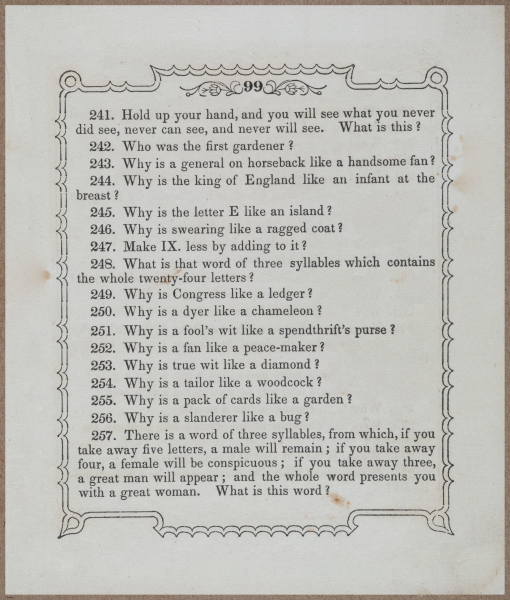 99
241. Hold up your hand, and you will see what you never
did see, never can see, and never will see. What is this?
242. Who was the first gardener?
243. Why is a general on horseback like a handsome fan?
244. Why is the king of England like an infant at the
breast?
245. Why is the letter E like an island?
246. Why is swearing like a ragged coat?
247. Make IX. less by adding to it?
248. What is that word of three syllables which contains
the whole twenty-four letters?
249. Why is Congress like a ledger?
250. Why is a dyer like a chameleon?
251. Why is a fool's wit like a spendthrift's purse?
252. Why is a fan like a peace-maker?
253. Why is true wit like a diamond?
254. Why is a tailor like a woodcock?
255. Why is a pack of cards like a garden?
256. Why is a slanderer like a bug?
257. There is a word of three syllables, from which, if you
take away five letters, a male will remain; if you take away
four, a female will be conspicuous; if you take away three,
a great man will appear; and the whole word presents you
with a great woman. What is this word?